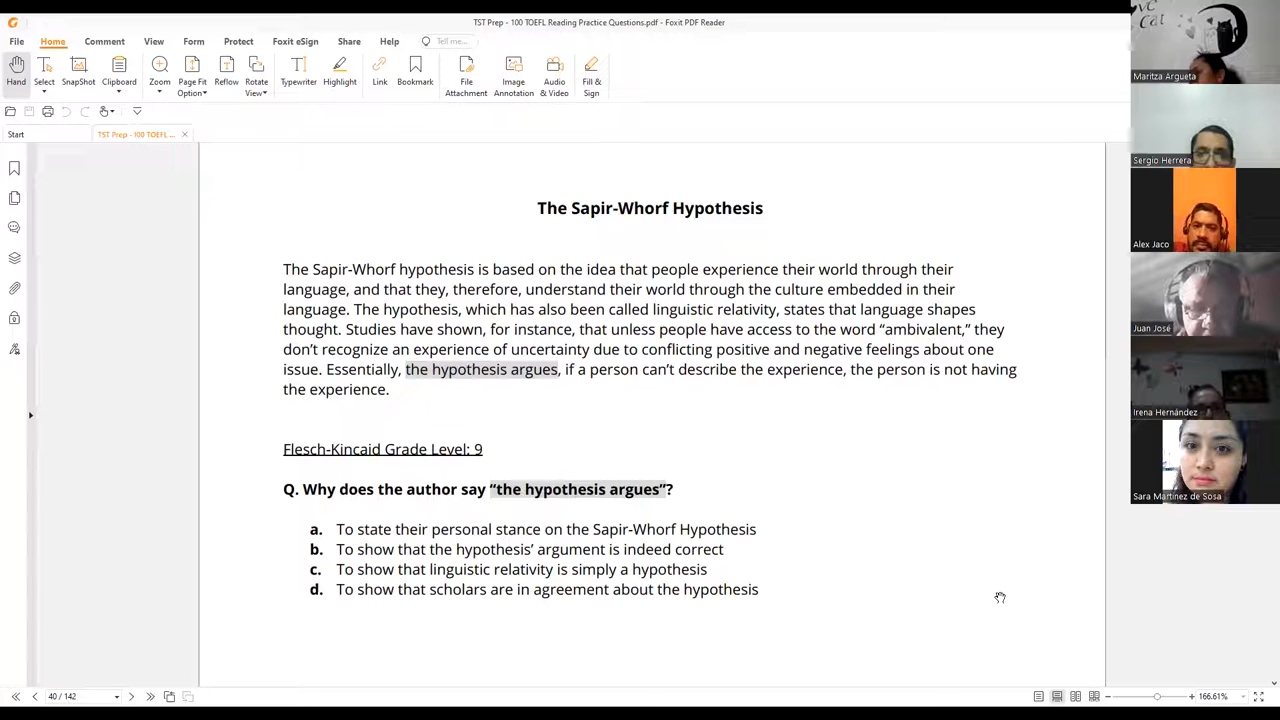 TST Prep - 100 TOEFL Reading Practice Questions.pdf - Foxit PDF Reader
File Home Comment View Form Protect Foxit eSign Share Help Tell me...
Hand Select SnapShot Clipboard Zoom Page Fit Option Reflow Rotate View Typewriter Highlight Link Bookmark File Attachment Image Annotation Audio & Video Fill & Sign
Start TST Prep - 100 TOEFL ...
The Sapir-Whorf Hypothesis
The Sapir-Whorf hypothesis is based on the idea that people experience their world through their
language, and that they, therefore, understand their world through the culture embedded in their
language. The hypothesis, which has also been called linguistic relativity, states that language shapes
thought. Studies have shown, for instance, that unless people have access to the word “ambivalent,” they
don’t recognize an experience of uncertainty due to conflicting positive and negative feelings about one
issue. Essentially, the hypothesis argues, if a person can’t describe the experience, the person is not having
the experience.
Flesch-Kincaid Grade Level: 9
Q. Why does the author say “the hypothesis argues”?
a. To state their personal stance on the Sapir-Whorf Hypothesis
b. To show that the hypothesis’ argument is indeed correct
c. To show that linguistic relativity is simply a hypothesis
d. To show that scholars are in agreement about the hypothesis
40 / 142
166.61%
cat
Maritza Argueta
Sergio Herrera
Alex Jaco
Juan José
Irena Hernández
Sara Martinez de Sosa